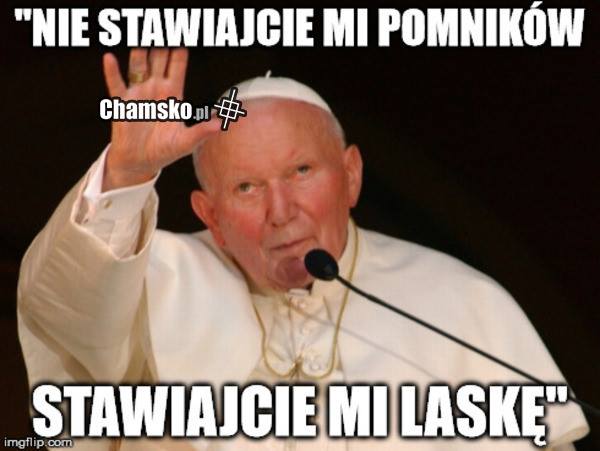 "NIE STAWIAJCIE MI POMNIKÓW
Chamsko.pl
STAWIAJCIE MI LASKĘ"
imgflip.com